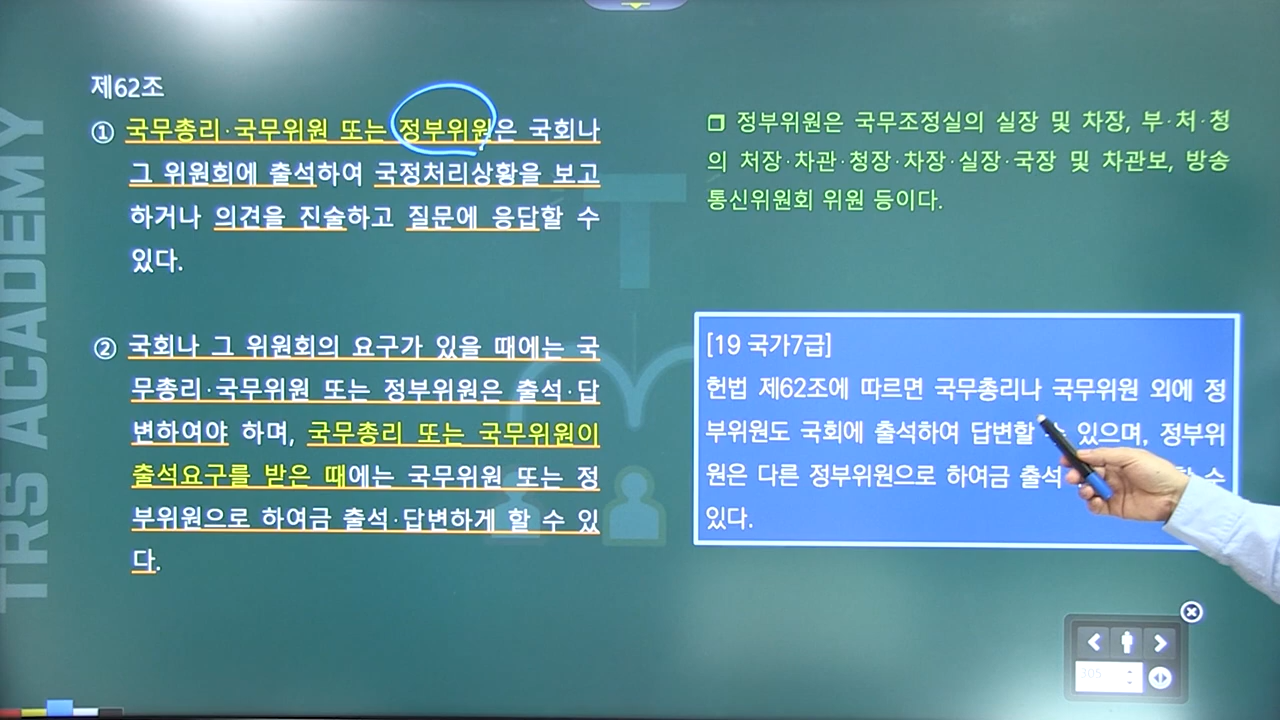 TRS ACADEMY
제62조
① 국무총리·국무위원 또는 정부위원은 국회나
그 위원회에 출석하여 국정처리상황을 보고
하거나 의견을 진술하고 질문에 응답할 수
있다.
② 국회나 그 위원회의 요구가 있을 때에는 국
무총리·국무위원 또는 정부위원은 출석·답
변하여야 하며, 국무총리 또는 국무위원이
출석요구를 받은 때에는 국무위원 또는 정
부위원으로 하여금 출석·답변하게 할 수 있
다.
❒ 정부위원은 국무조정실의 실장 및 차장, 부·처·청
의 처장·차관·청장·차장·실장·국장 및 차관보, 방송
통신위원회 위원 등이다.
[19 국가7급]
헌법 제62조에 따르면 국무총리나 국무위원 외에 정
부위원도 국회에 출석하여 답변할 있으며, 정부위
원은 다른 정부위원으로 하여금 출석 수
있다.
305